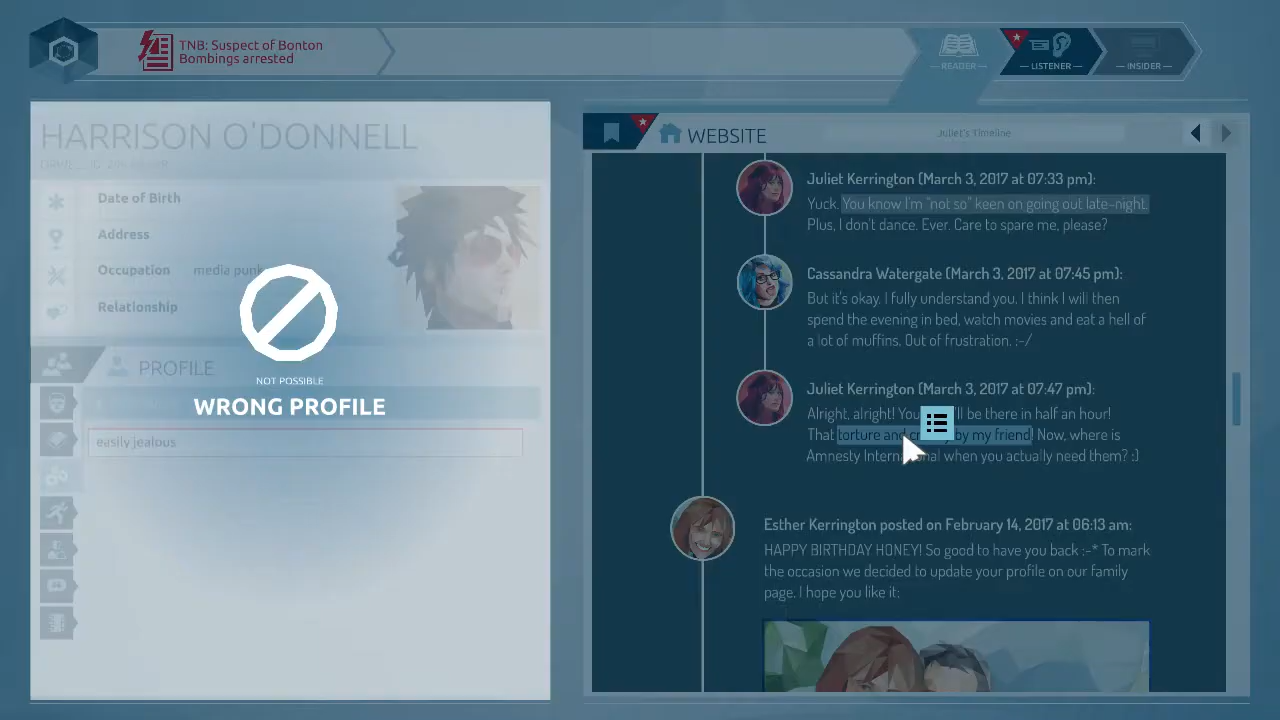 TNB: Suspect of Bonton
Bombings arrested
READER
LISTENER
INSIDER
HARRISON O'DONNELL
Date of Birth
Address
Occupation media punk
Relationship
NOT POSSIBLE
WRONG PROFILE
PROFILE
easily jealous
WEBSITE
Juliet's Timeline
Juliet Kerrington (March 3, 2017 at 07:33 pm):
Yuck. You know I'm "not so" keen on going out late-night.
Plus, I don't dance. Ever. Care to spare me, please?
Cassandra Watergate (March 3, 2017 at 07:45 pm):
But it's okay. I fully understand you. I think I will then
spend the evening in bed, watch movies and eat a hell of
a lot of muffins. Out of frustration. :-/
Juliet Kerrington (March 3, 2017 at 07:47 pm):
Alright, alright! be there in half an hour!
That torture and by my friend! Now, where is
Amnesty when you actually need them? :)
Esther Kerrington posted on February 14, 2017 at 06:13 am:
HAPPY BIRTHDAY HONEY! So good to have you back :-* To mark
the occasion we decided to update your profile on our family
page. I hope you like it: